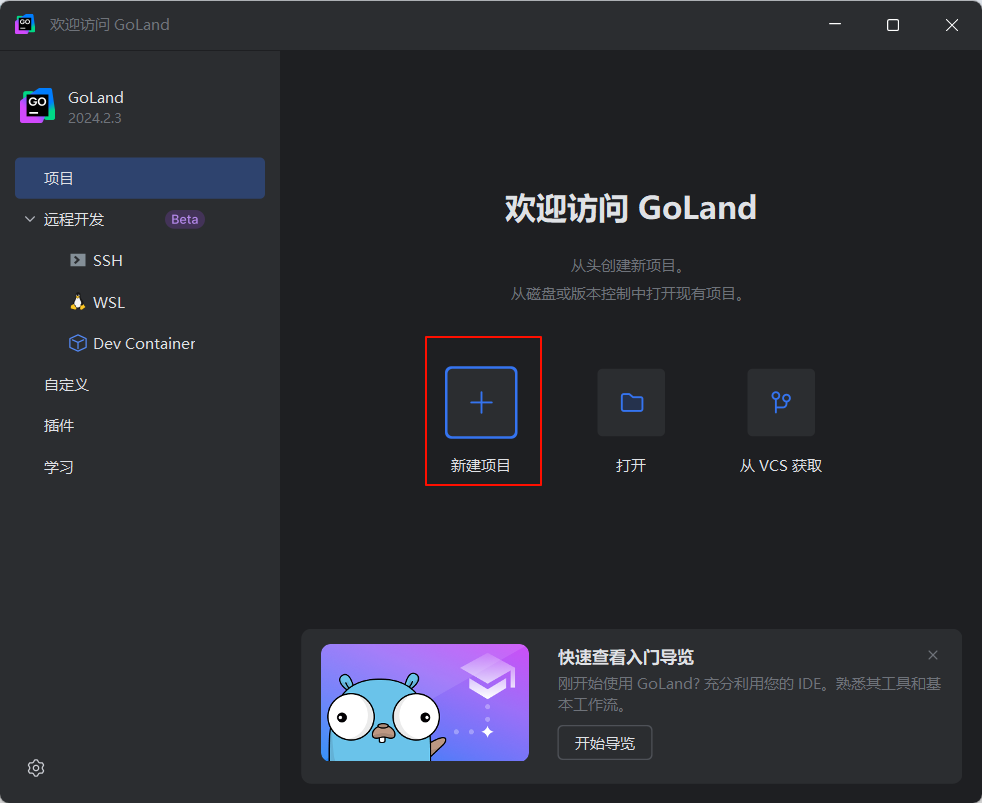 欢迎访问 GoLand
GoLand
2024.2.3
项目
远程开发 Beta
SSH
WSL
Dev Container
自定义
插件
学习
欢迎访问 GoLand
从头创建新项目。
从磁盘或版本控制中打开现有项目。
新建项目
打开
从 VCS 获取
快速查看入门导览
刚开始使用 GoLand? 充分利用您的 IDE。熟悉其工具和基
本工作流。
开始导览